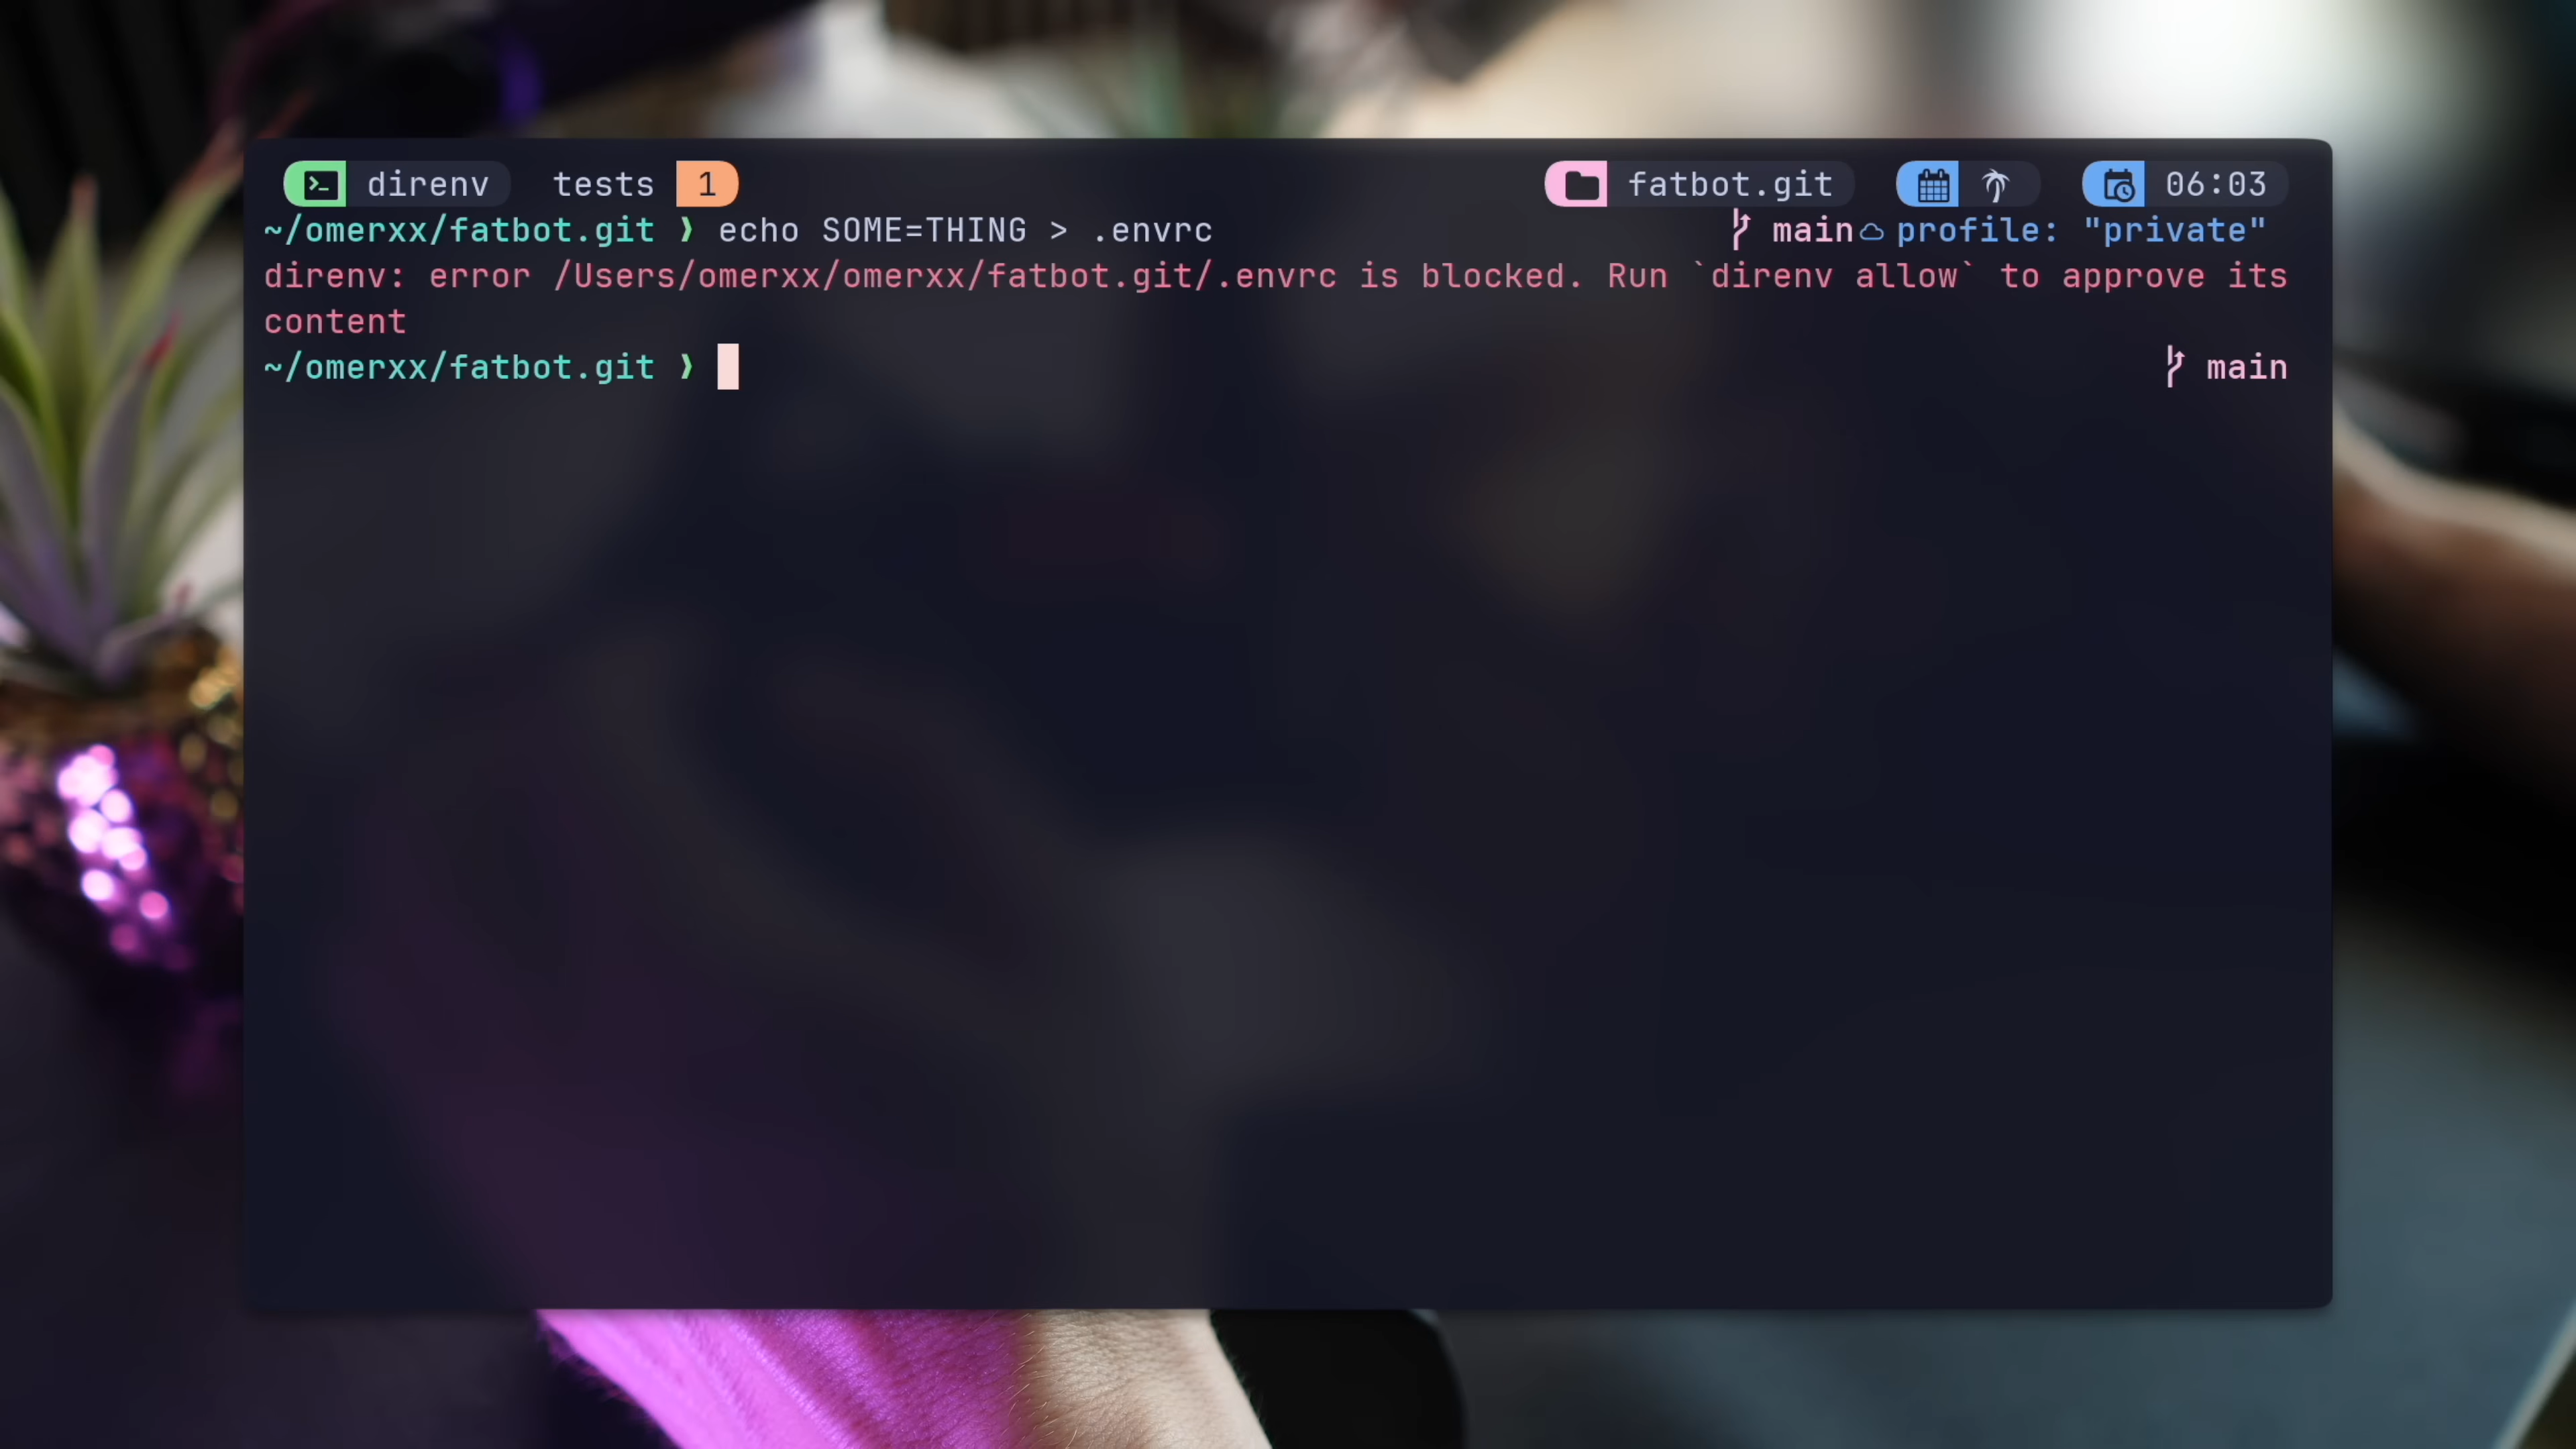 direnv tests 1 fatbot.git 06:03
~/omerxx/fatbot.git ❱ echo SOME=THING > .envrc main profile: "private"
direnv: error /Users/omerxx/omerxx/fatbot.git/.envrc is blocked. Run `direnv allow` to approve its
content
~/omerxx/fatbot.git ❱ main